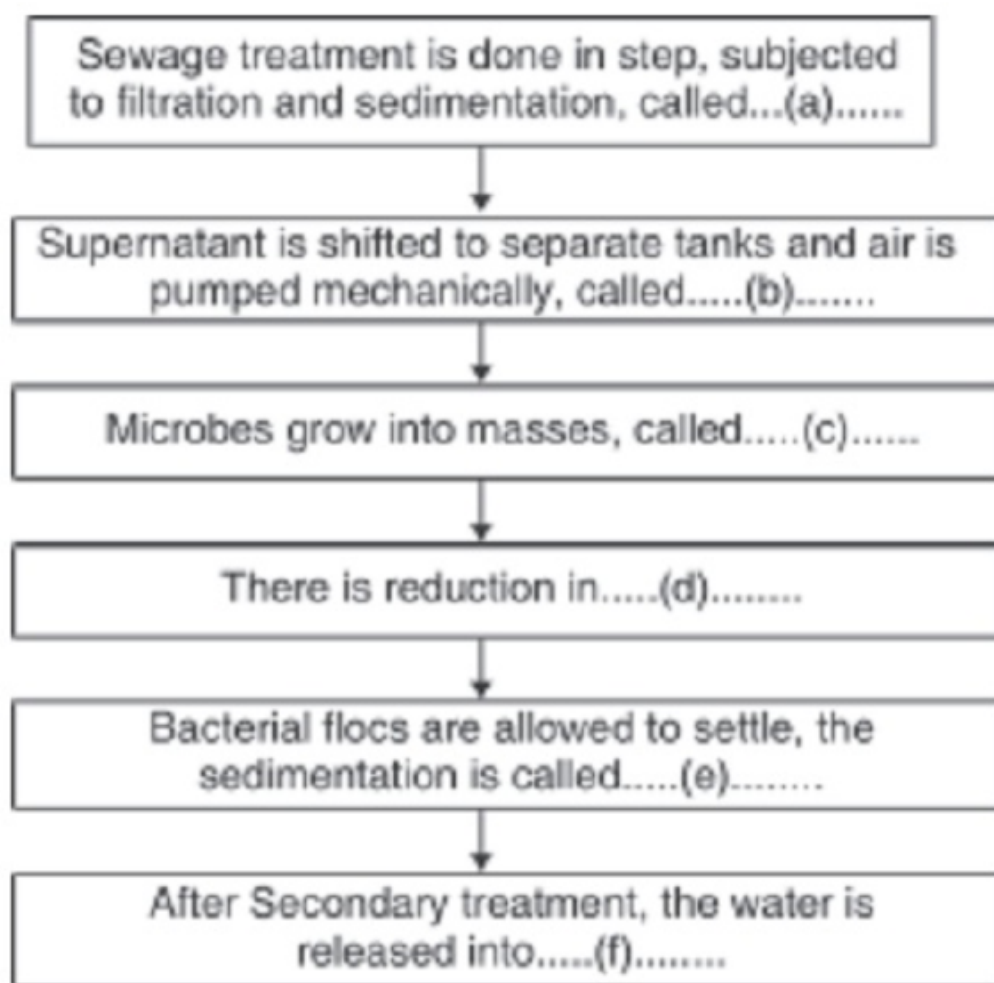 Sewage treatment is done in step, subjected
to filtration and sedimentation, called...(a)......
Supernatant is shifted to separate tanks and air is
pumped mechanically, called.....(b).......
Microbes grow into masses, called.....(c)......
There is reduction in.....(d)........
Bacterial flocs are allowed to settle, the
sedimentation is called.....(e)........
After Secondary treatment, the water is
released into.....(f)........